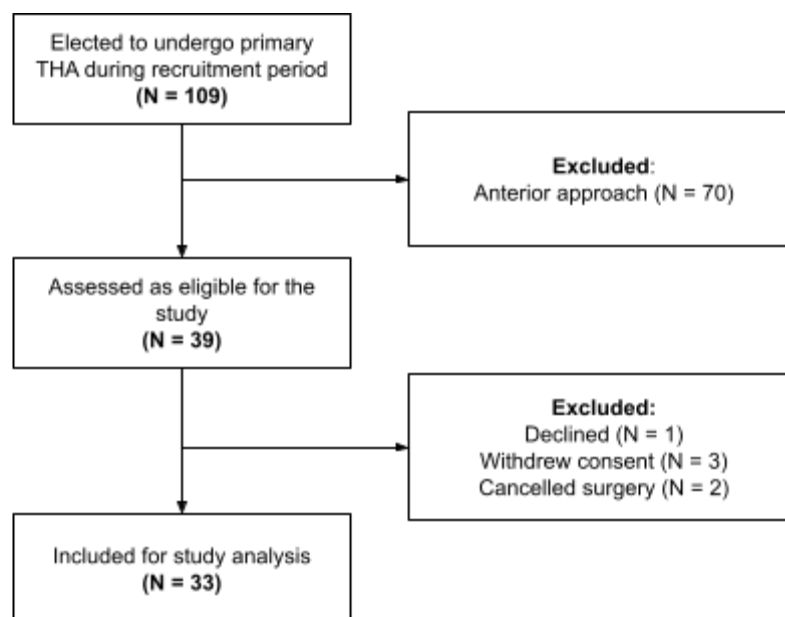 Elected to undergo primary
THA during recruitment period
(N = 109)
Excluded:
Anterior approach (N = 70)
Assessed as eligible for the
study
(N = 39)
Excluded:
Declined (N = 1)
Withdrew consent (N = 3)
Cancelled surgery (N = 2)
Included for study analysis
(N = 33)